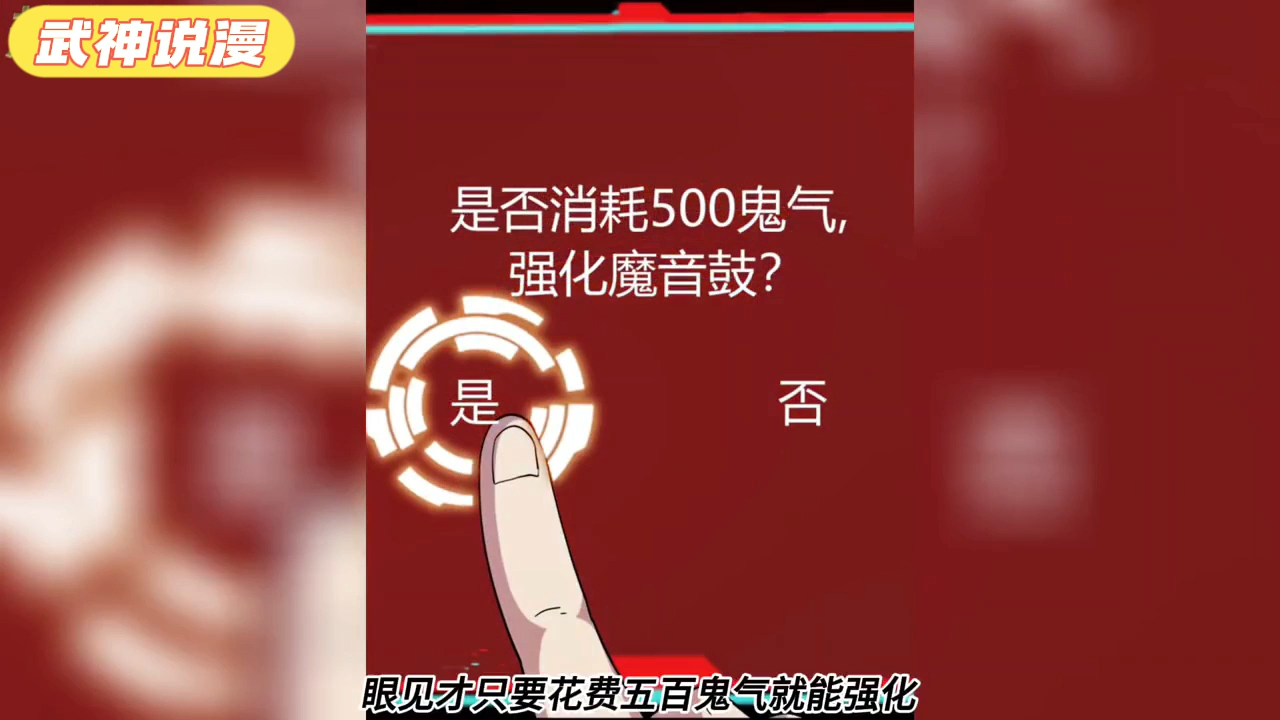 武神说漫
是否消耗500鬼气,
强化魔音鼓?
是
否
眼见才只要花费五百鬼气就能强化